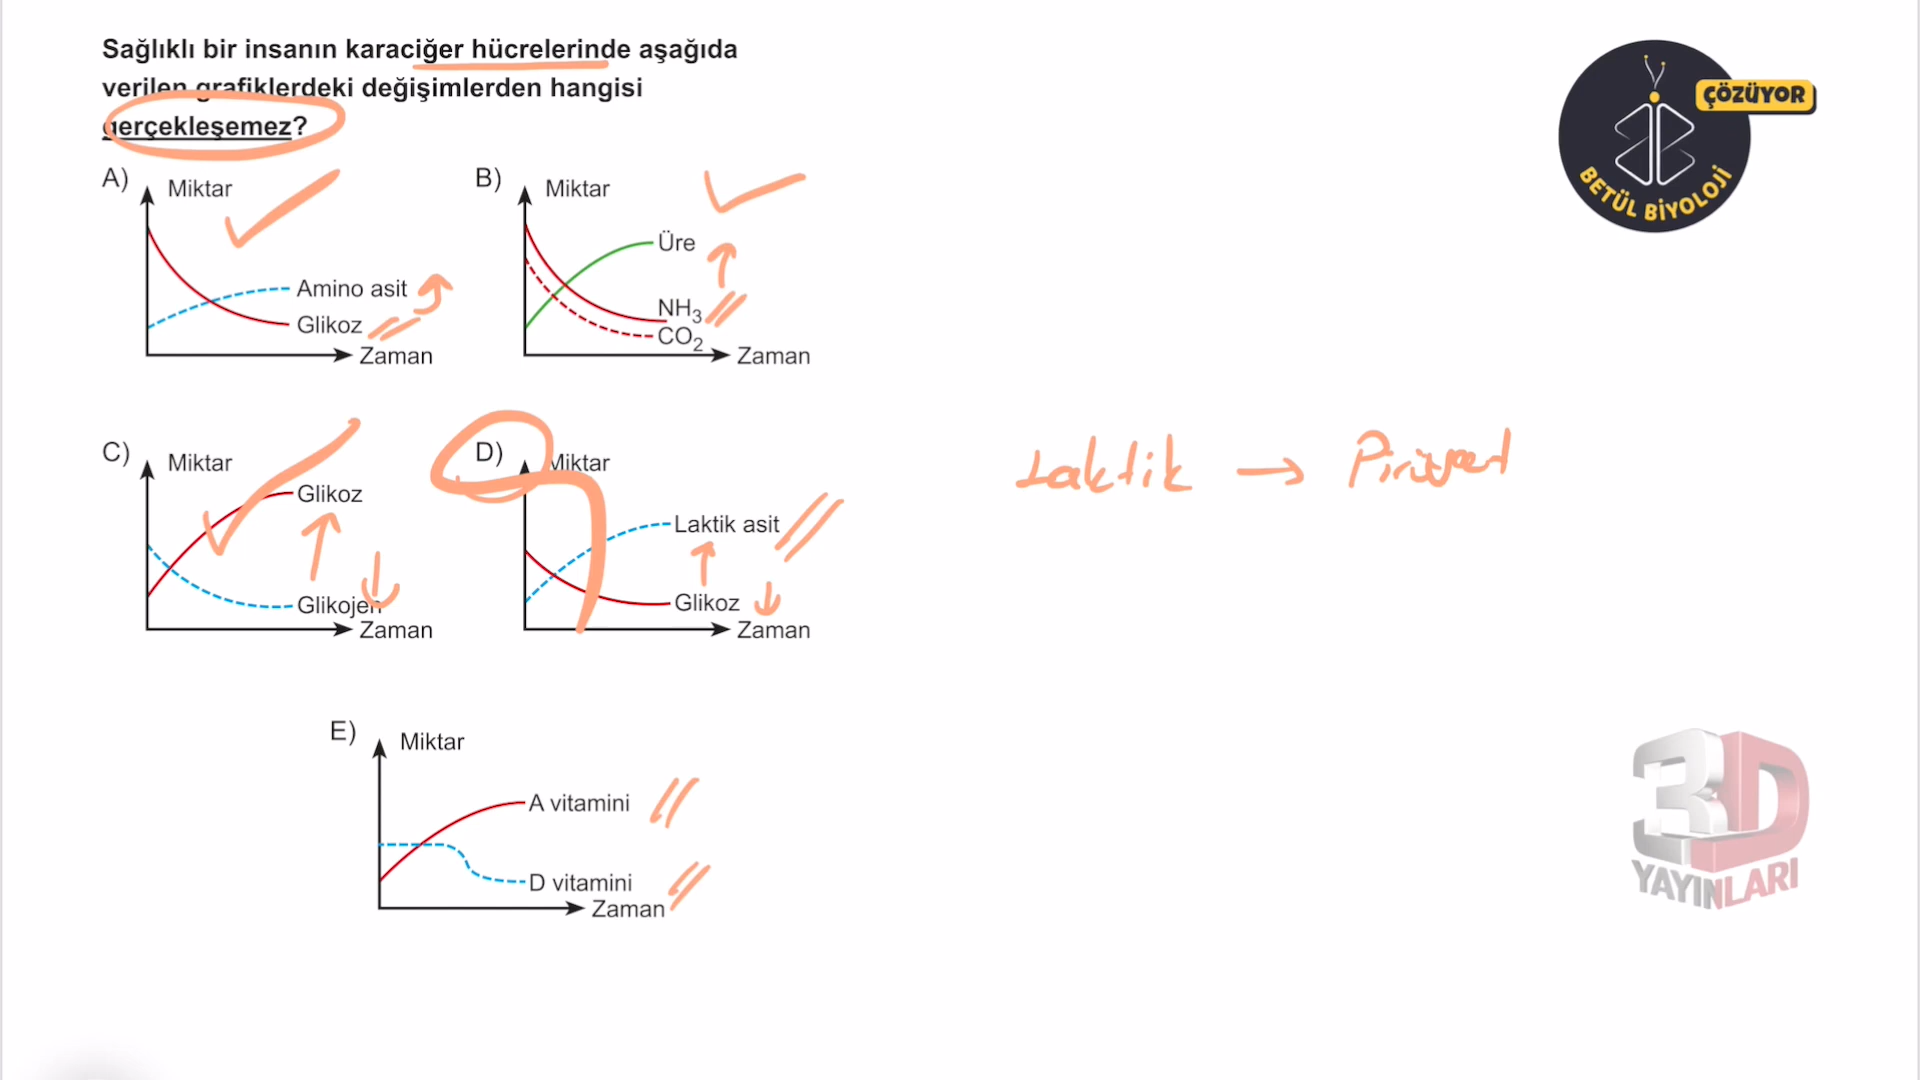 Sağlıklı bir insanın karaciğer hücrelerinde aşağıda
verilen grafiklerdeki değişimlerden hangisi
gerçekleşemez?
A)
Miktar
Amino asit
Glikoz
Zaman
B)
Miktar
Üre
NH3
CO2
Zaman
C)
Miktar
Glikoz
Glikojen
Zaman
D)
Miktar
Laktik asit
Glikoz
Zaman
E)
Miktar
A vitamini
D vitamini
Zaman
Laktik → Pirüvat
ÇÖZÜYOR
BETÜL BİYOLOJİ
3D
YAYINLARI